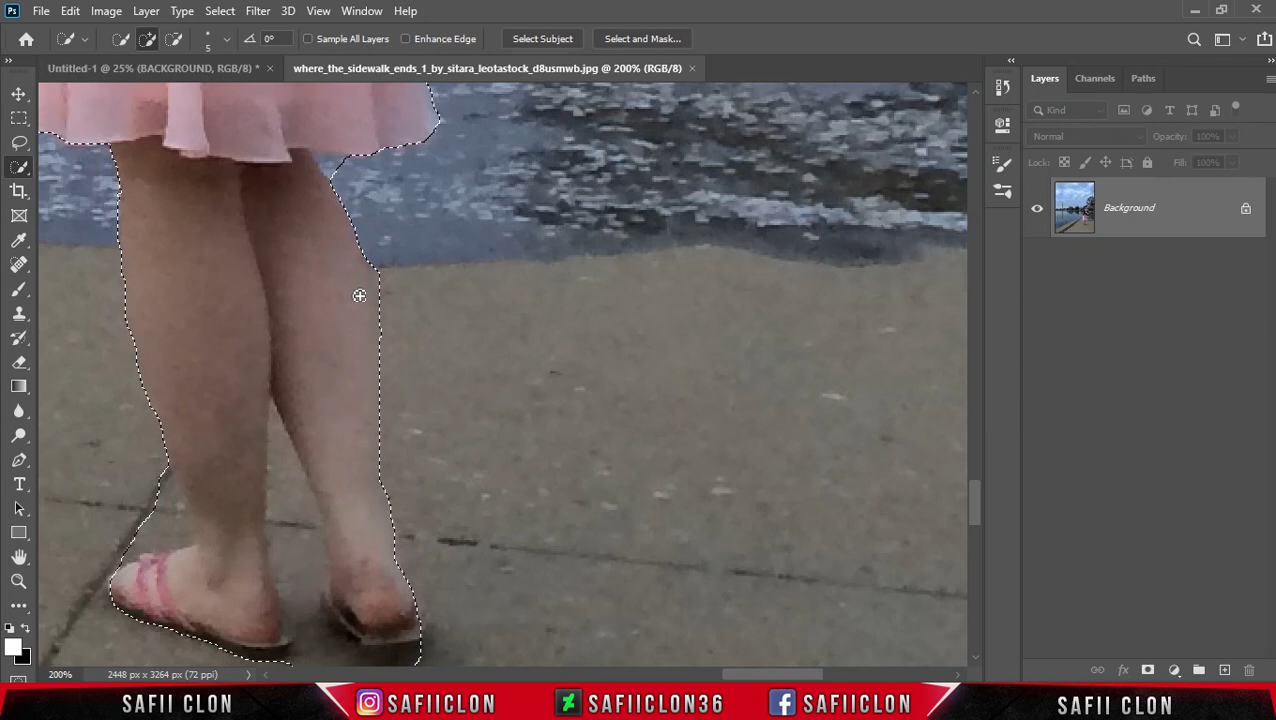 Ps File Edit Image Layer Type Select Filter 3D View Window Help
5 0° Sample All Layers Enhance Edge Select Subject Select and Mask...
Untitled-1 @ 25% (BACKGROUND, RGB/8) * × where_the_sidewalk_ends_1_by_sitara_leotastock_d8usmwb.jpg @ 200% (RGB/8) ×
Layers Channels Paths
Kind
Normal Opacity: 100%
Lock: Fill: 100%
Background
200% 2448 px x 3264 px (72 ppi)
SAFII CLON SAFIICLON SAFIICLON36 SAFIICLON SAFII CLON